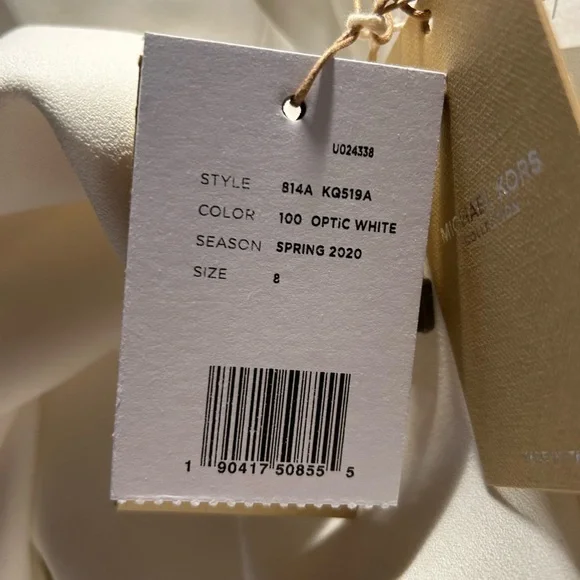 U024338
STYLE 814A KQ519A
COLOR 100 OPTiC WHITE
SEASON SPRING 2020
SIZE 8
1 90417 50855 5
MICHAEL KORS
COLLECTION